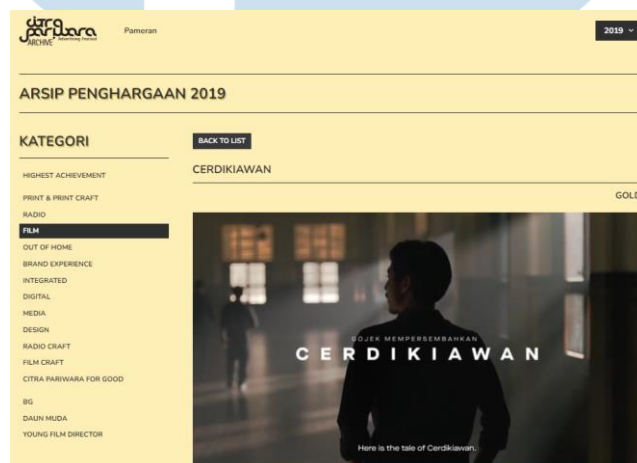 citra
pariwara
ARCHIVE Advertising Festival
Pameran
2019
ARSIP PENGHARGAAN 2019
KATEGORI
HIGHEST ACHIEVEMENT
PRINT & PRINT CRAFT
RADIO
FILM
OUT OF HOME
BRAND EXPERIENCE
INTEGRATED
DIGITAL
MEDIA
DESIGN
RADIO CRAFT
FILM CRAFT
CITRA PARIWARA FOR GOOD
BG
DAUN MUDA
YOUNG FILM DIRECTOR
BACK TO LIST
CERDIKIAWAN
GOLD
GOJEK MEMPERSEMBAHKAN
CERDIKIAWAN
Here is the tale of Cerdikiawan.